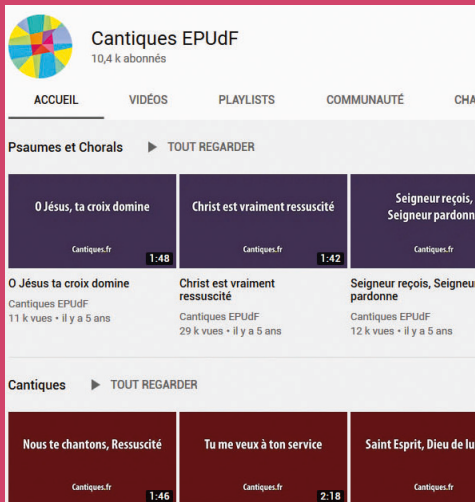 Cantiques EPUdF
10,4 k abonnés
ACCUEIL VIDÉOS PLAYLISTS COMMUNAUTÉ CHA
Psaumes et Chorals TOUT REGARDER
O Jésus, ta croix domine
Cantiques.fr
1:48
O Jésus ta croix domine
Cantiques EPUdF
11 k vues • il y a 5 ans
Christ est vraiment ressuscité
Cantiques.fr
1:42
Christ est vraiment
ressuscité
Cantiques EPUdF
29 k vues • il y a 5 ans
Seigneur reçois,
Seigneur pardonn
Cantiques.fr
Seigneur reçois, Seigneur
pardonne
Cantiques EPUdF
12 k vues • il y a 5 ans
Cantiques TOUT REGARDER
Nous te chantons, Ressuscité
Cantiques.fr
1:46
Tu me veux à ton service
Cantiques.fr
2:18
Saint Esprit, Dieu de lu
Cantiques.fr